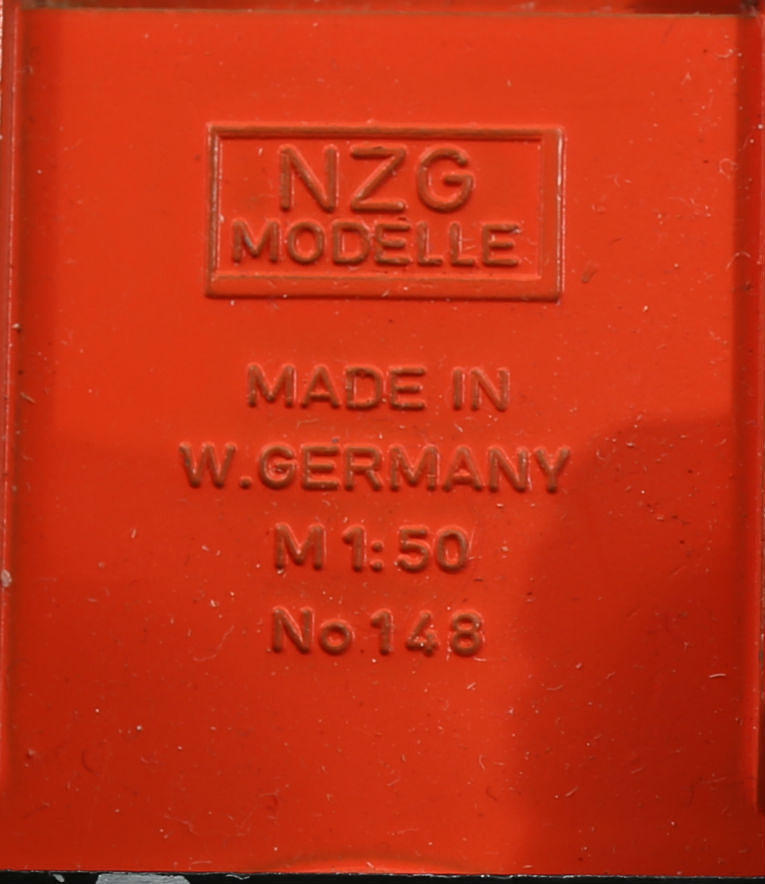 NZG
MODELLE
MADE IN
W.GERMANY
M 1:50
No 148